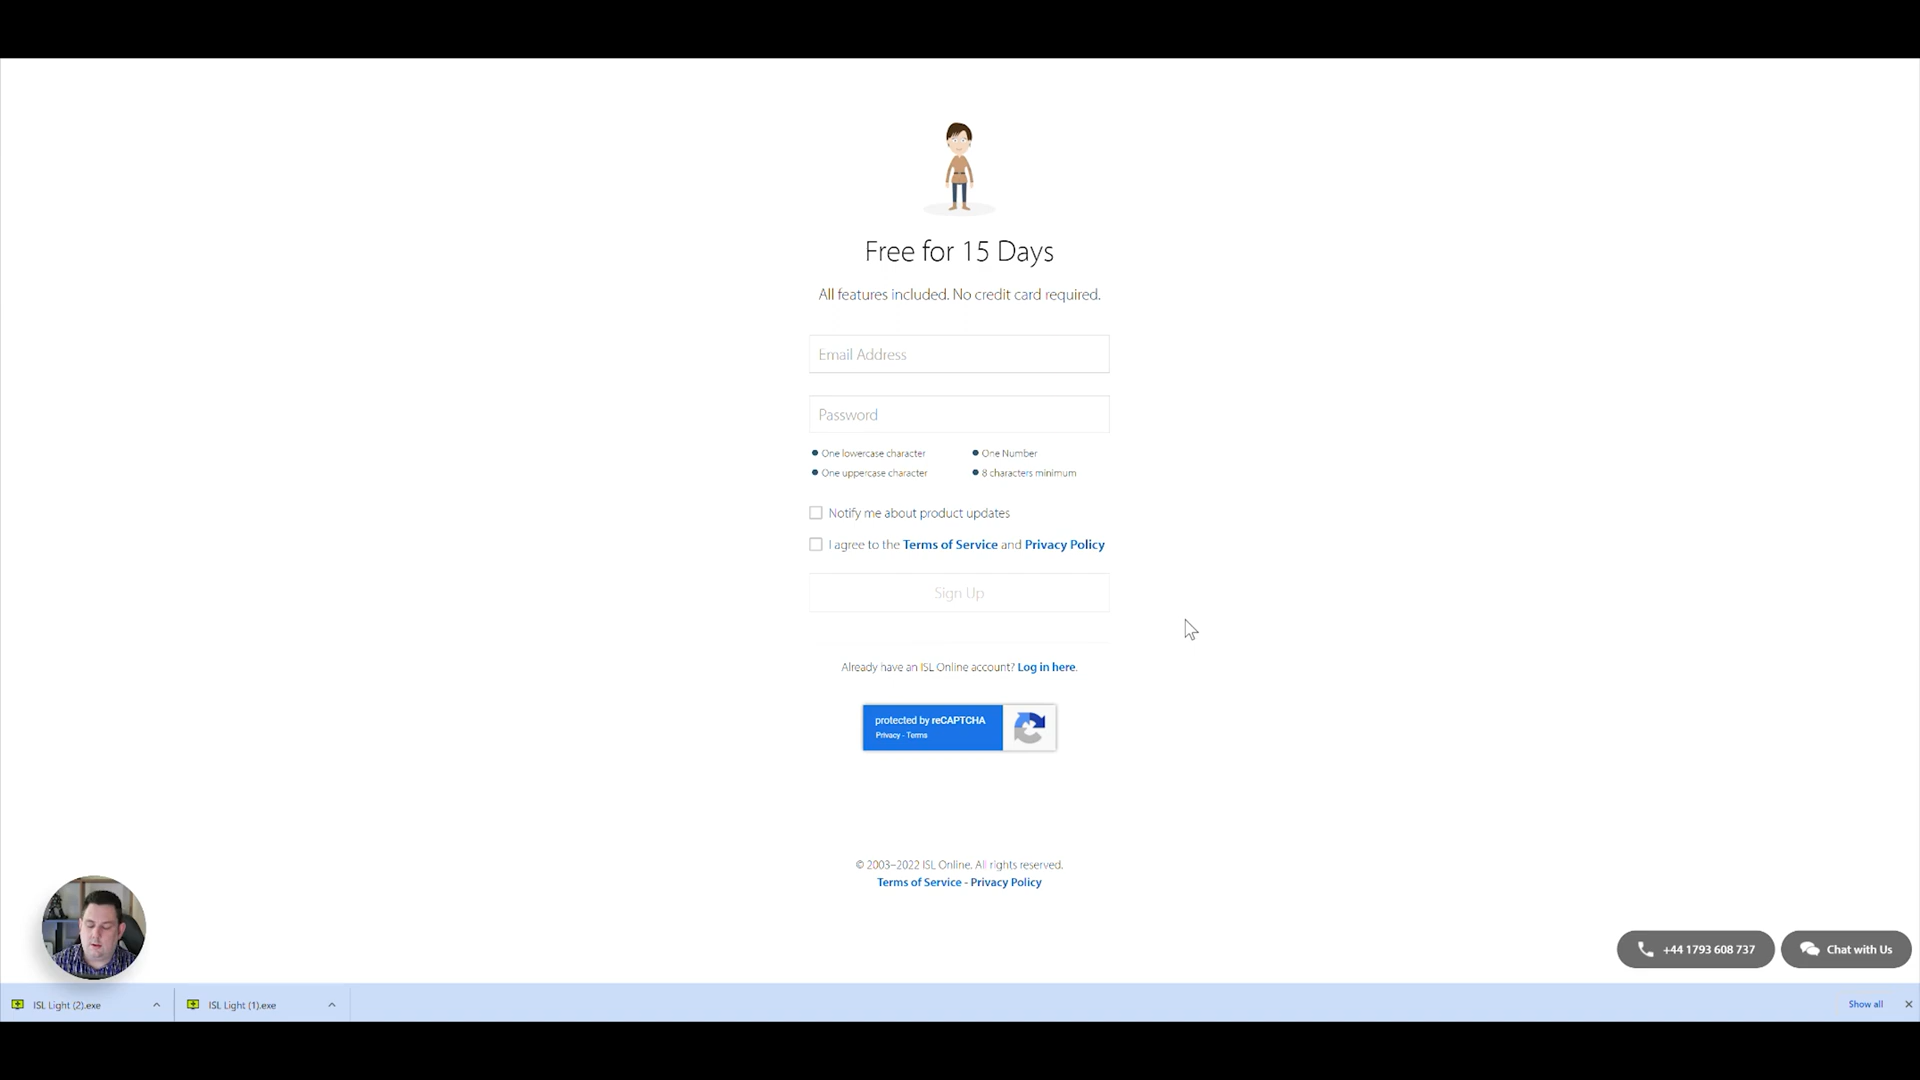 Free for 15 Days
All features included. No credit card required.
Email Address
Password
One lowercase character
One Number
One uppercase character
8 characters minimum
Notify me about product updates
I agree to the Terms of Service and Privacy Policy
Sign Up
Already have an ISL Online account? Log in here.
protected by reCAPTCHA
Privacy - Terms
© 2003–2022 ISL Online. All rights reserved.
Terms of Service - Privacy Policy
+44 1793 608 737
Chat with Us
ISL Light (2).exe
ISL Light (1).exe
Show all